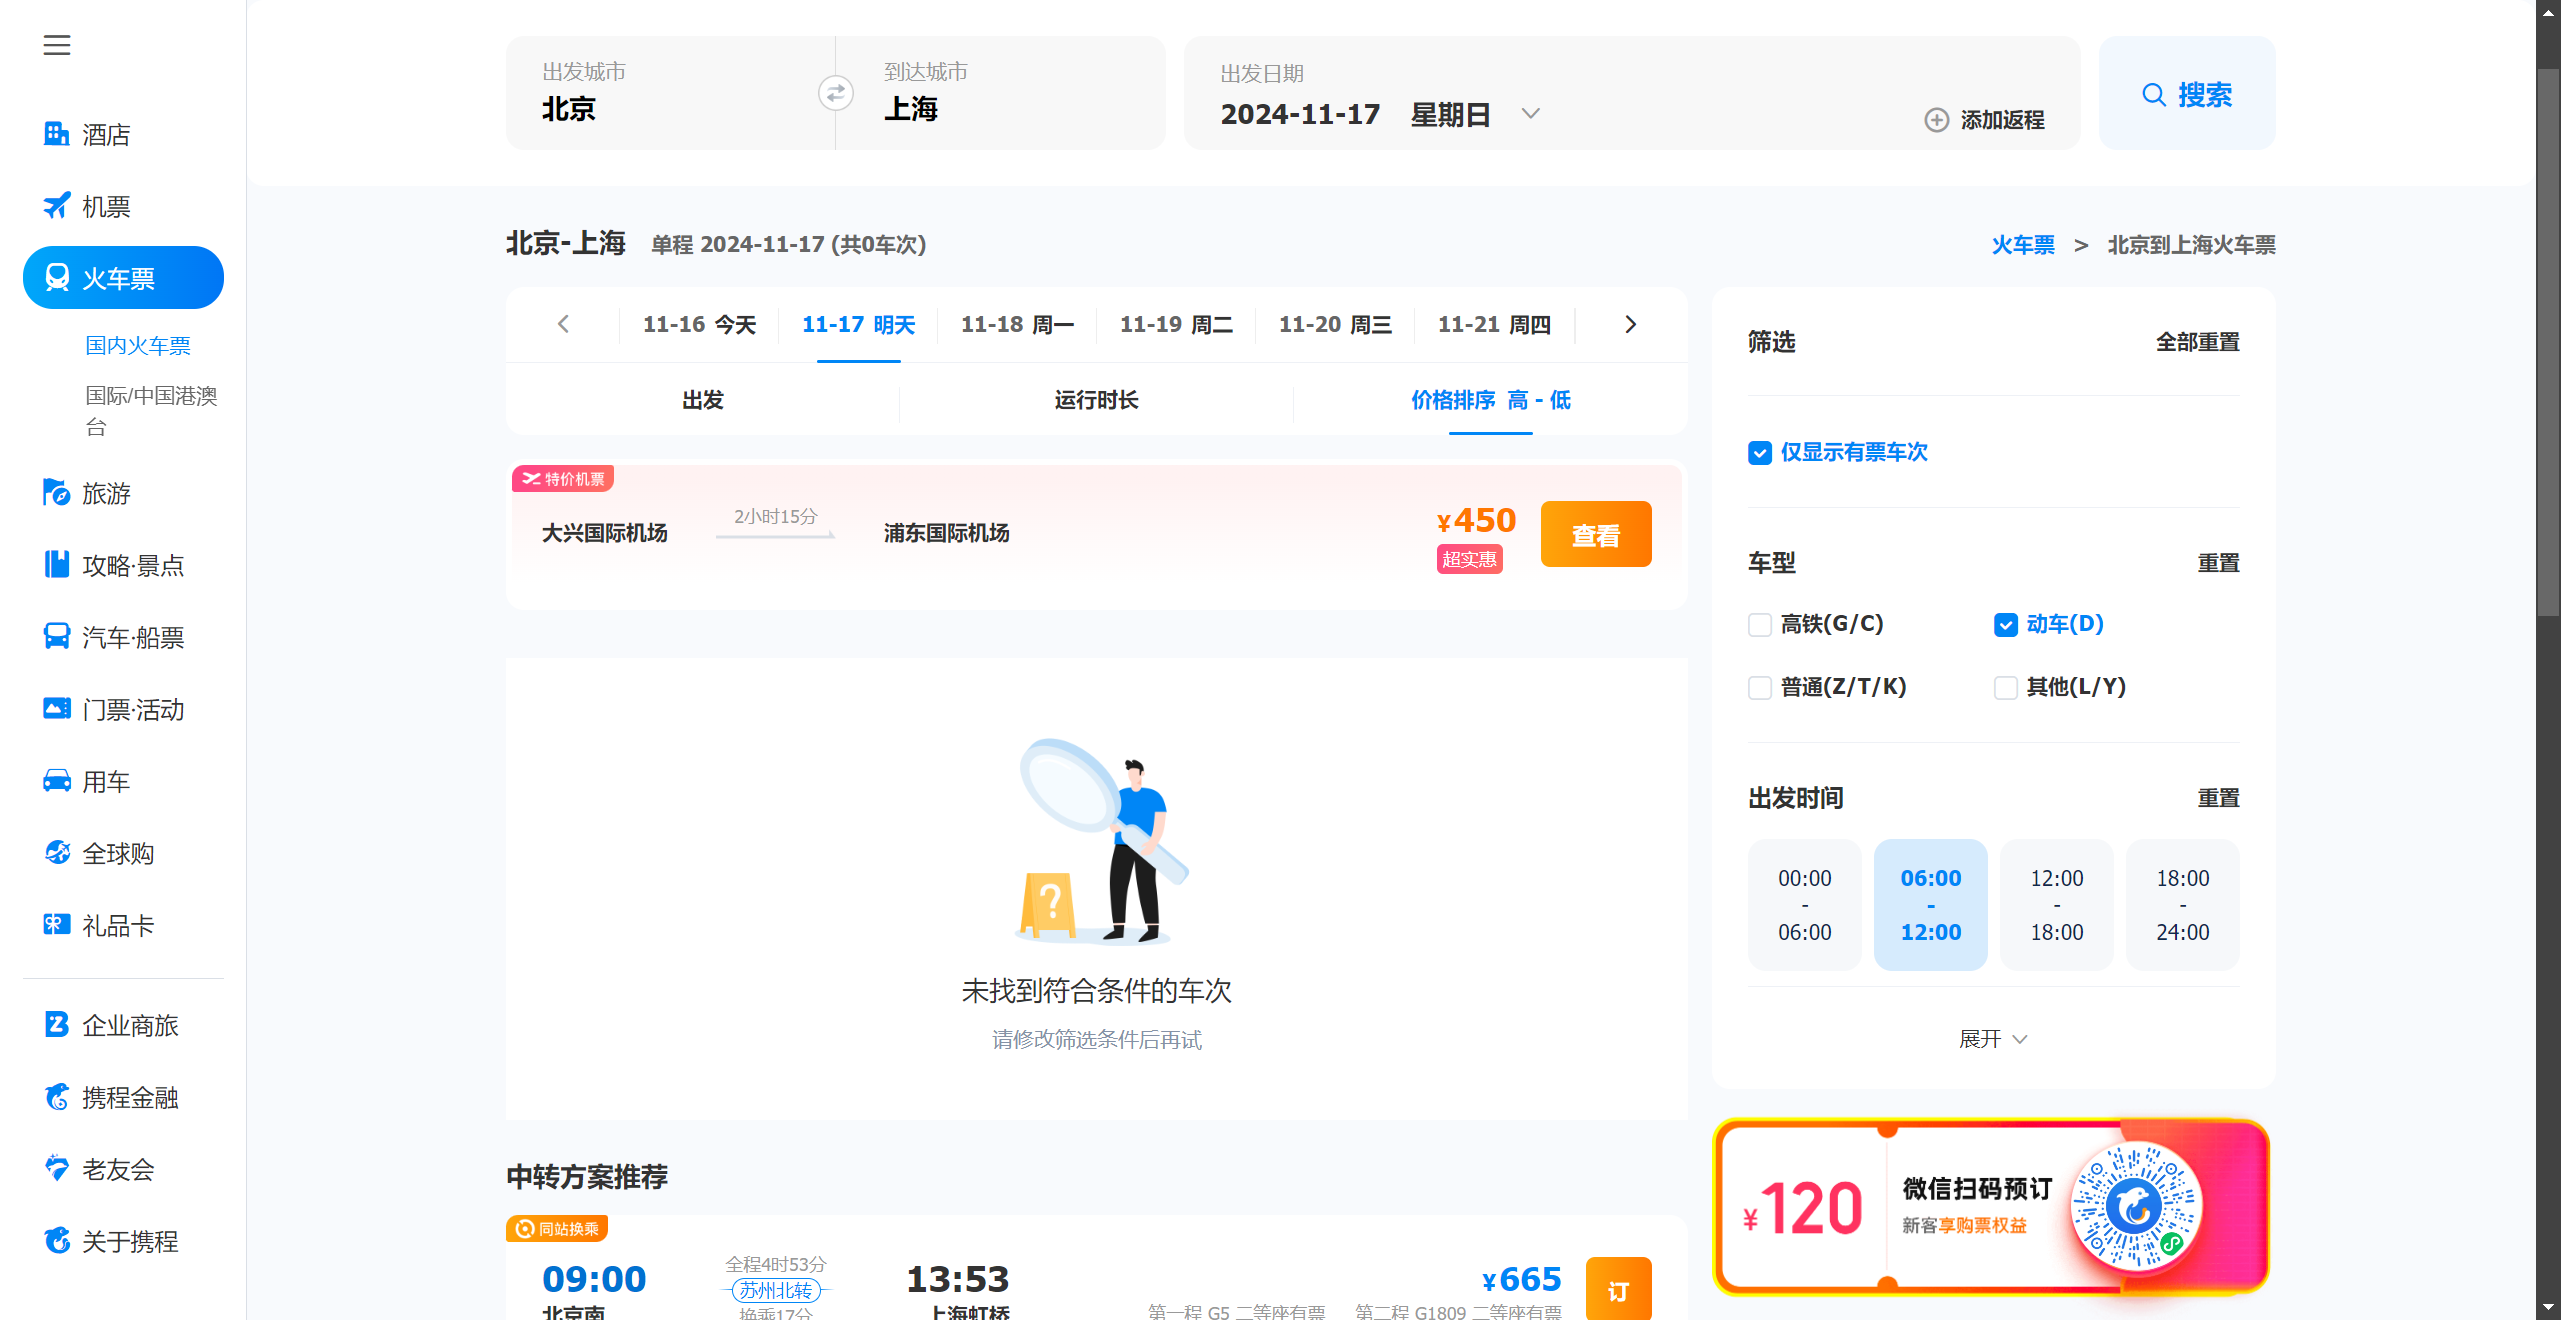 酒店
机票
火车票
国内火车票
国际/中国港澳
台
旅游
攻略·景点
汽车·船票
门票·活动
用车
全球购
礼品卡
企业商旅
携程金融
老友会
关于携程
出发城市
北京
到达城市
上海
出发日期
2024-11-17 星期日
添加返程
搜索
北京-上海 单程 2024-11-17 (共0车次)
火车票 > 北京到上海火车票
11-16 今天 11-17 明天 11-18 周一 11-19 周二 11-20 周三 11-21 周四
出发 运行时长 价格排序 高 - 低
特价机票
大兴国际机场
2小时15分
浦东国际机场
¥450
超实惠
查看
?
未找到符合条件的车次
请修改筛选条件后再试
中转方案推荐
同站换乘
09:00
北京南
全程4时53分
苏州北转
换乘17分
13:53
上海虹桥
¥665
第一程 G5 二等座有票 第二程 G1809 二等座有票
订
筛选 全部重置
仅显示有票车次
车型 重置
高铁(G/C) 动车(D)
普通(Z/T/K) 其他(L/Y)
出发时间 重置
00:00 - 06:00
06:00 - 12:00
12:00 - 18:00
18:00 - 24:00
展开
¥120
微信扫码预订
新客享购票权益